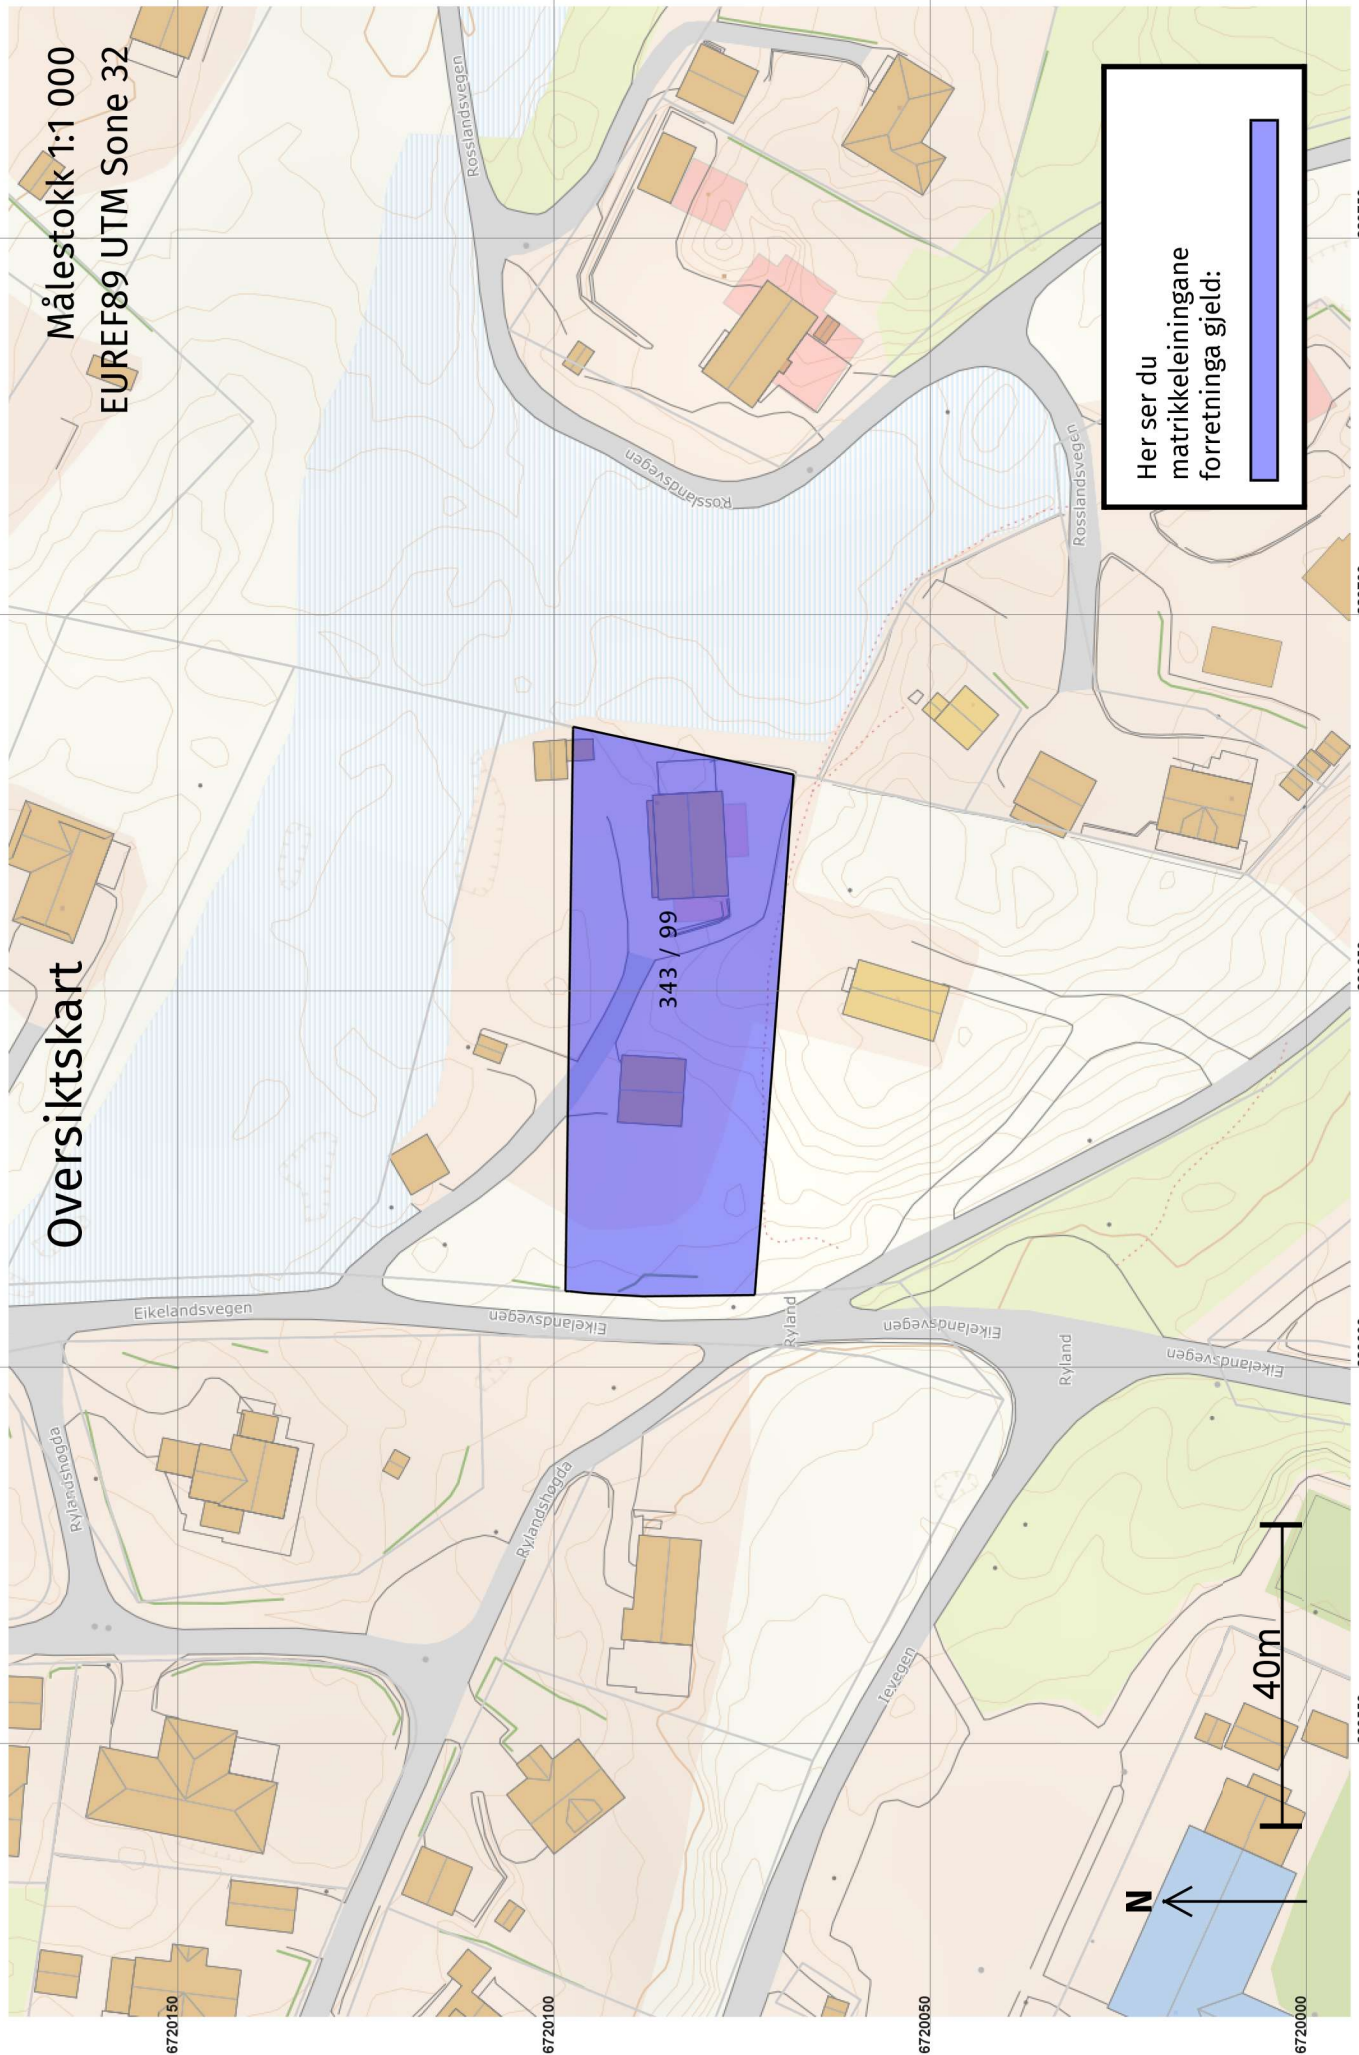 Oversiktskart
Målestokk 1:1 000
EUREF89 UTM Sone 32
Her ser du
matrikkeleiningane
forretninga gjeld:
343 / 99
Rosslandsvegen
Rosslandsvegen
Rosslandsvegen
Eikelandsvegen
Eikelandsvegen
Eikelandsvegen
Eikelandsvegen
Ryland
Ryland
Rylandshøgda
Rylandshøgda
Ievegen
6720150
6720100
6720050
6720000
40m
N